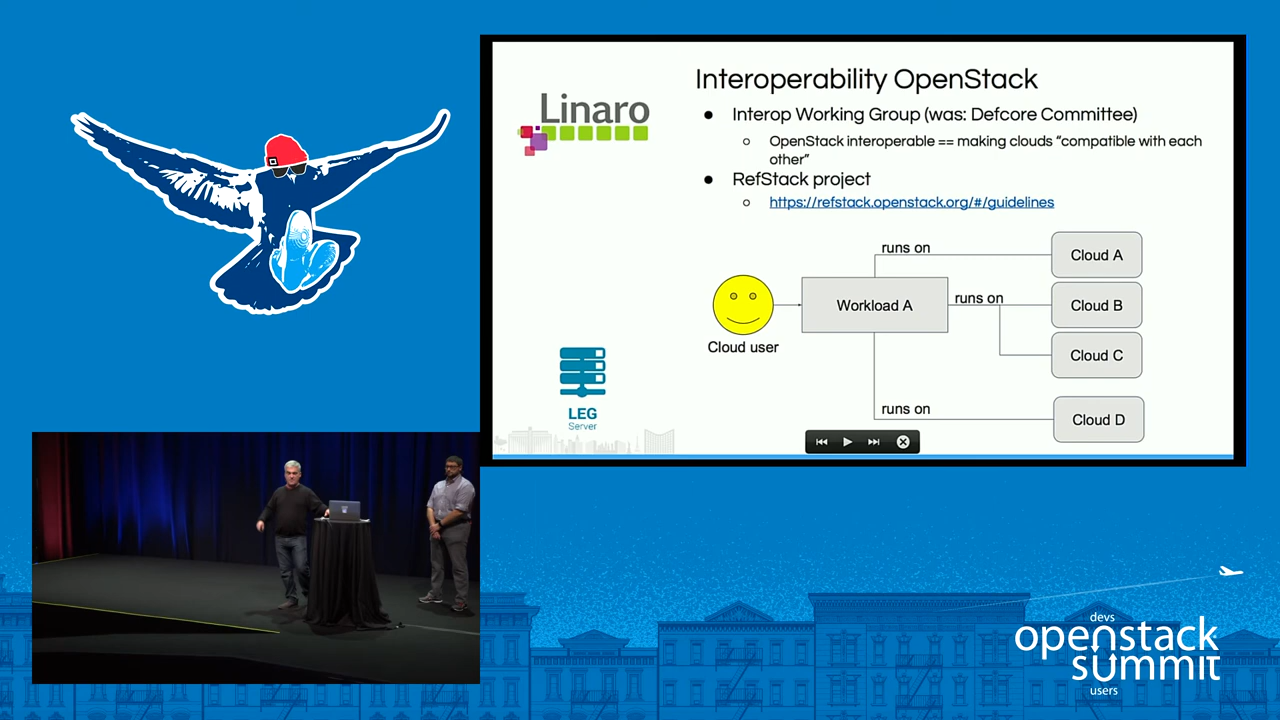 Linaro
Interoperability OpenStack
● Interop Working Group (was: Defcore Committee)
○ OpenStack interoperable == making clouds “compatible with each
other”
● RefStack project
○ https://refstack.openstack.org/#/guidelines
runs on
Cloud A
Workload A
runs on
Cloud B
Cloud user
Cloud C
runs on
Cloud D
LEG
Server
devs
openstack
summit
users